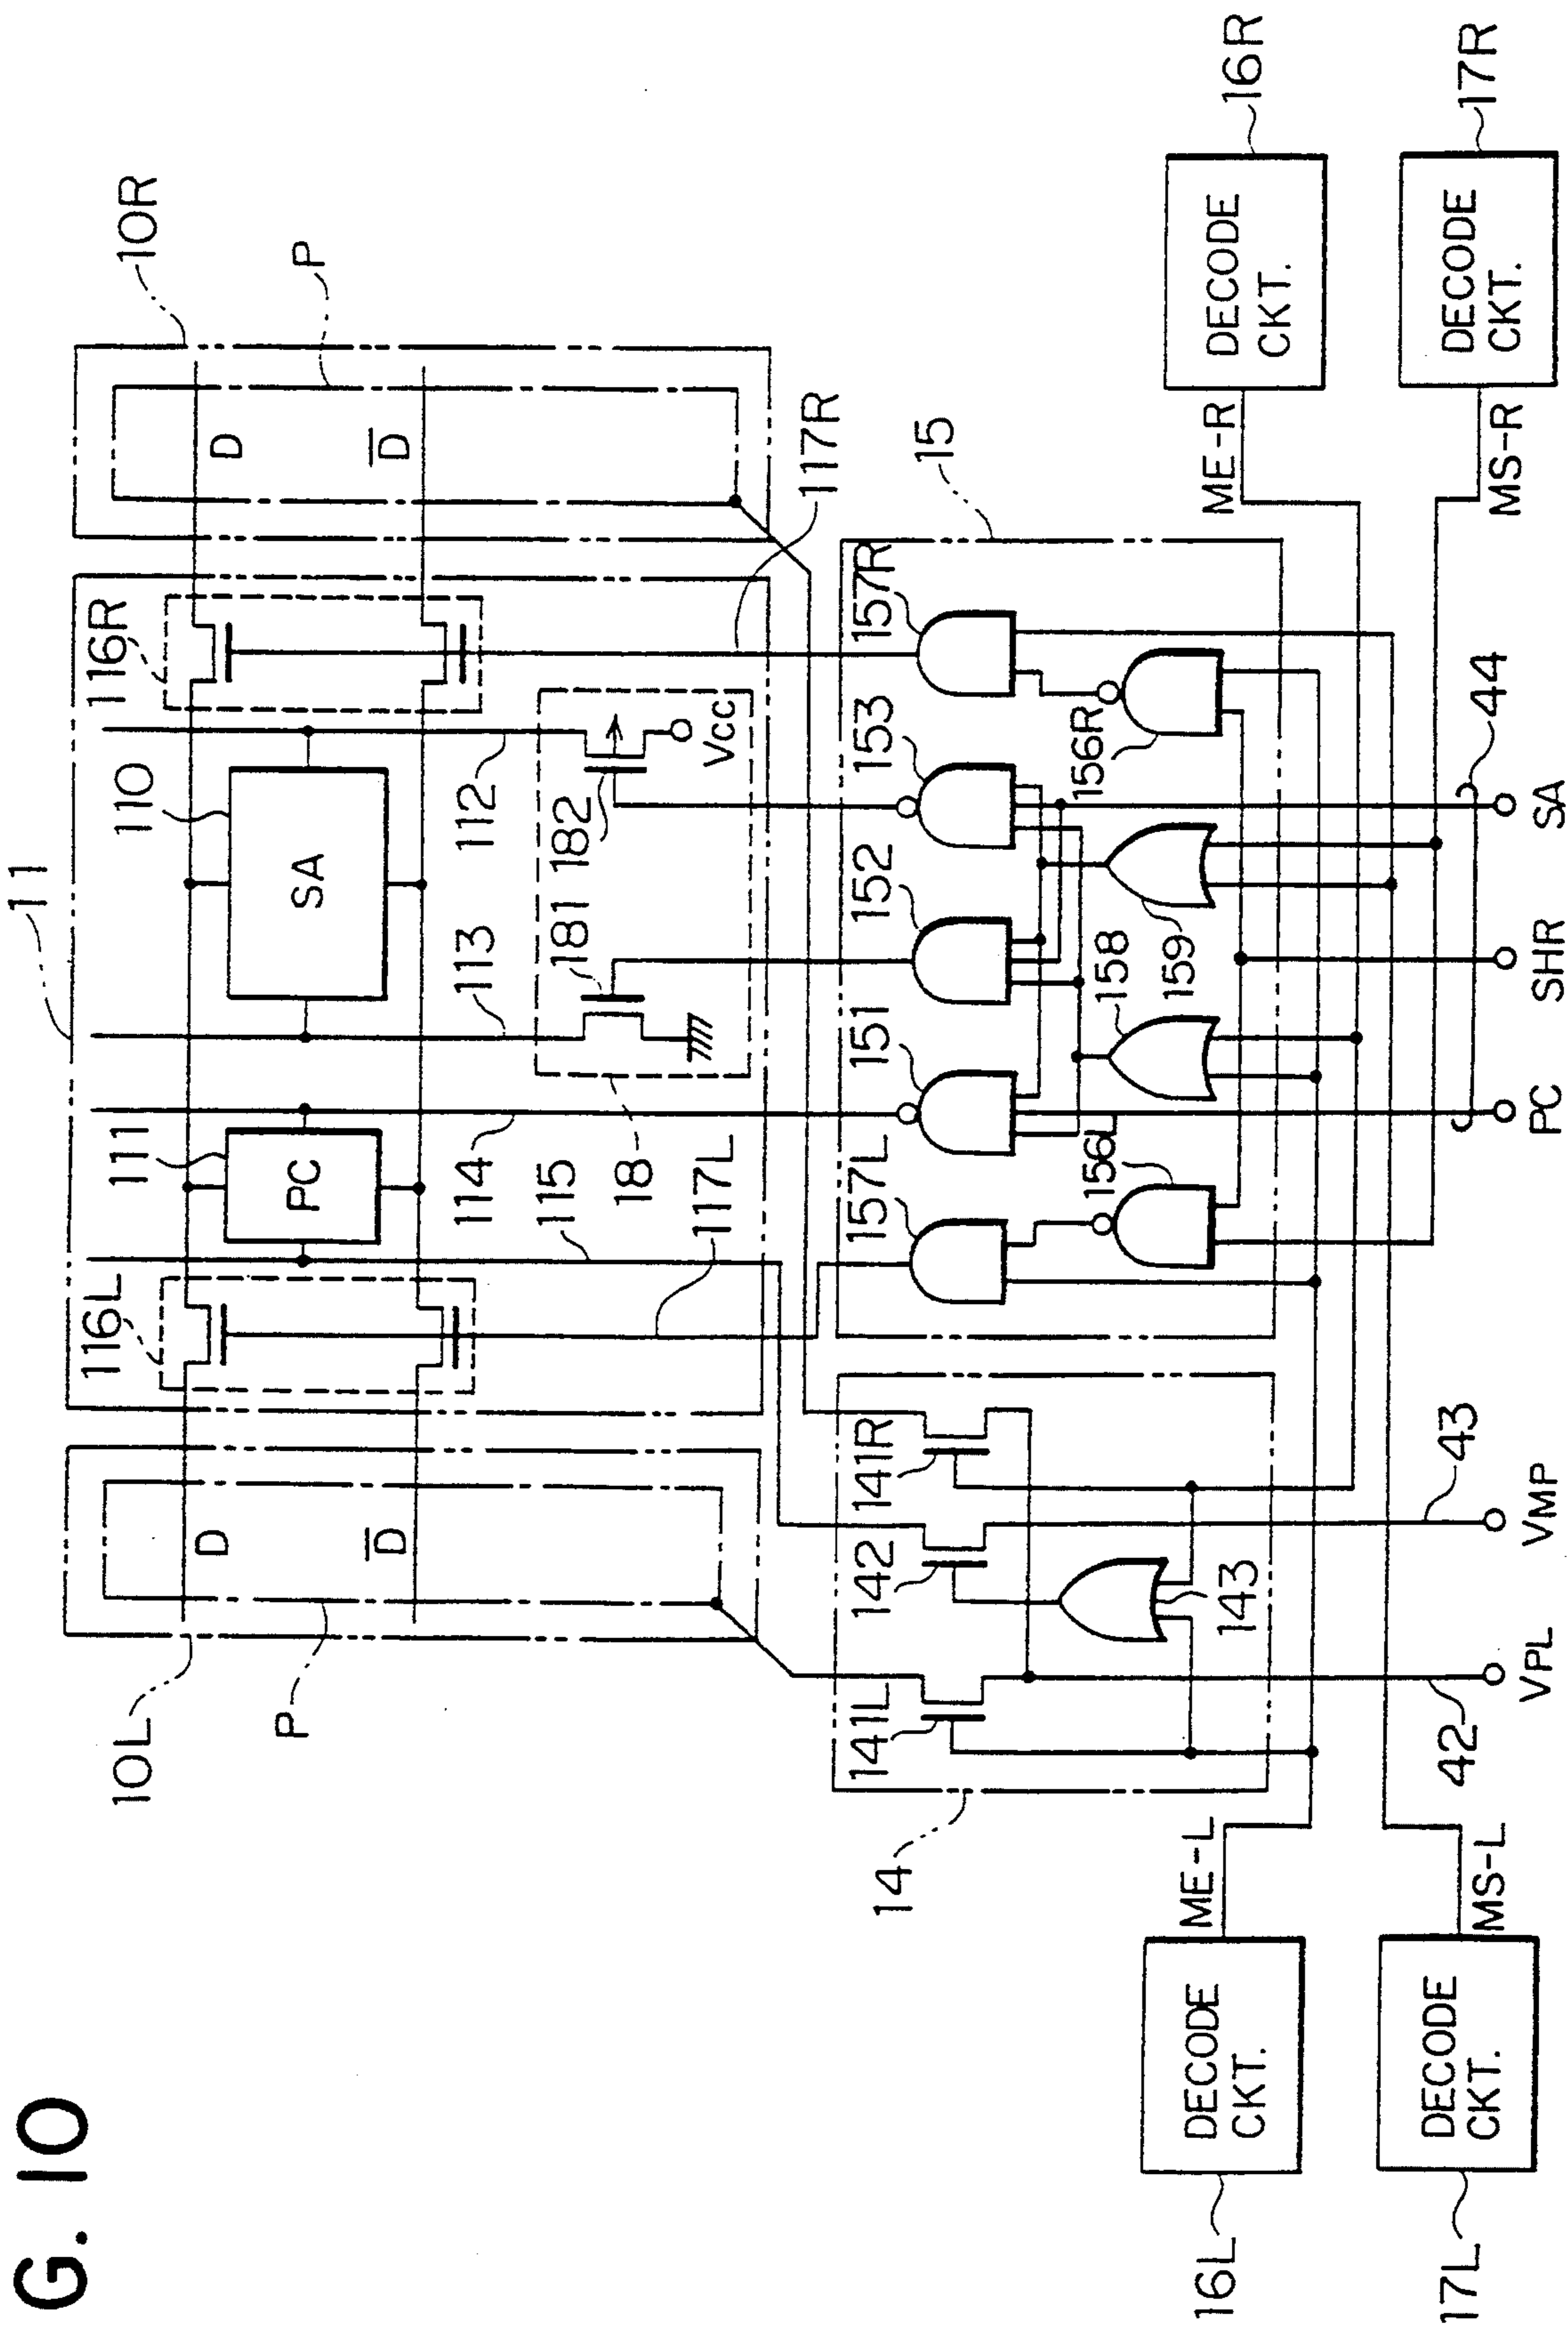 G. 10
11
10L
P
D
D̅
116L
111
PC
114
115
113
110
SA
112
116R
10R
P
D
D̅
18
181
182
Vcc
117L
117R
14
141L
142
141R
143
15
157L
151
152
153
157R
156L
158
159
156R
ME-L
DECODE
CKT.
16L
MS-L
DECODE
CKT.
17L
ME-R
DECODE
CKT.
16R
MS-R
DECODE
CKT.
17R
42
43
44
VPL
VMP
PC
SHR
SA